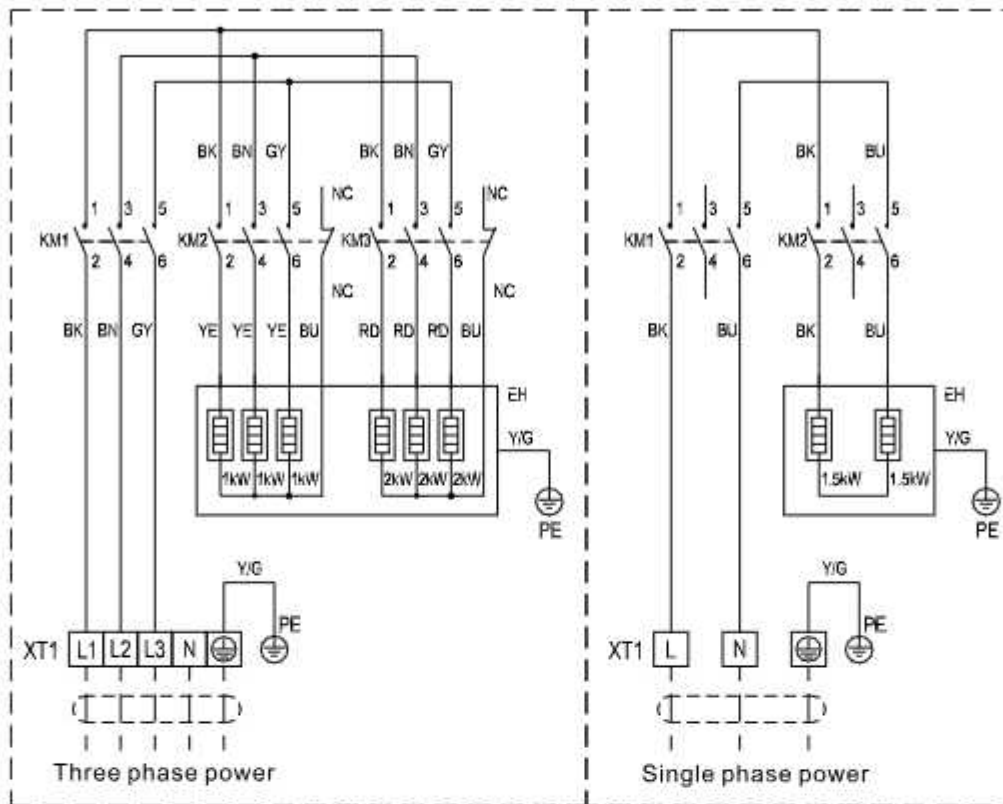 BK BN GY BK BN GY
NC NC
1 3 5 1 3 5 1 3 5
KM1 KM2 KM3
2 4 6 2 4 6 2 4 6
NC NC
BK BN GY YE YE YE BU RD RD RD BU
EH
Y/G
1kW 1kW 1kW 2kW 2kW 2kW
PE
Y/G
PE
XT1 L1 L2 L3 N
Three phase power
BK BU
1 3 5 1 3 5
KM1 KM2
2 4 6 2 4 6
BK BU BK BU
EH
Y/G
1.5kW 1.5kW
PE
Y/G
PE
XT1 L N
Single phase power